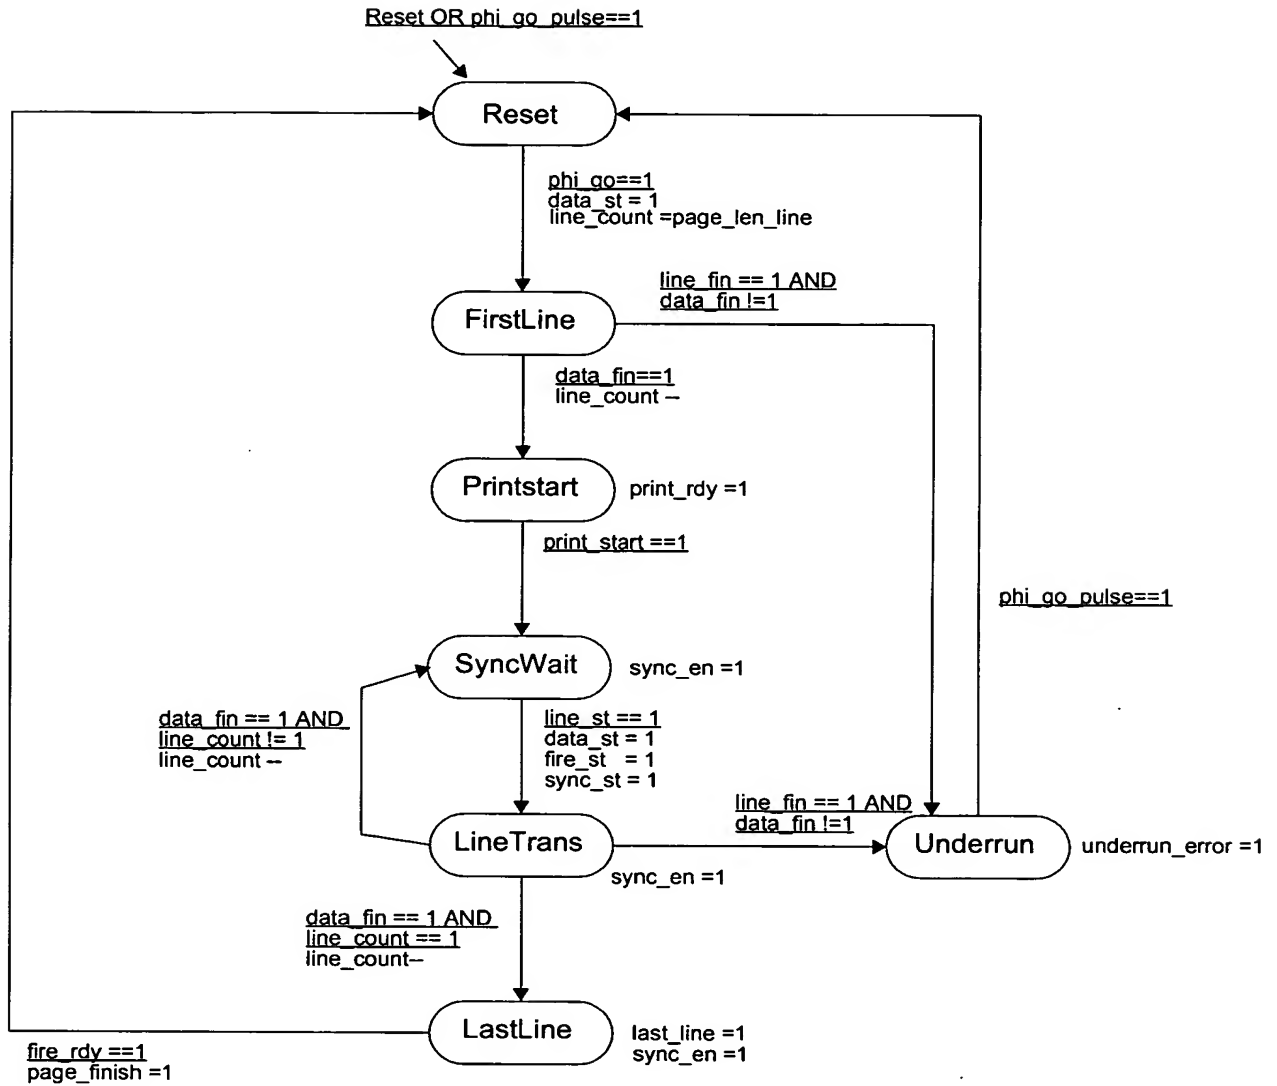 Reset OR phi_go_pulse==1
Reset
phi_go==1
data_st = 1
line_count =page_len_line
line_fin == 1 AND
data_fin !=1
FirstLine
data_fin==1
line_count --
Printstart
print_rdy =1
print_start ==1
phi_go_pulse==1
SyncWait
sync_en =1
data_fin == 1 AND
line_count != 1
line_count --
line_st == 1
data_st = 1
fire_st = 1
sync_st = 1
line_fin == 1 AND
data_fin !=1
LineTrans
sync_en =1
Underrun
underrun_error =1
data_fin == 1 AND
line_count == 1
line_count--
LastLine
last_line =1
sync_en =1
fire_rdy ==1
page_finish =1